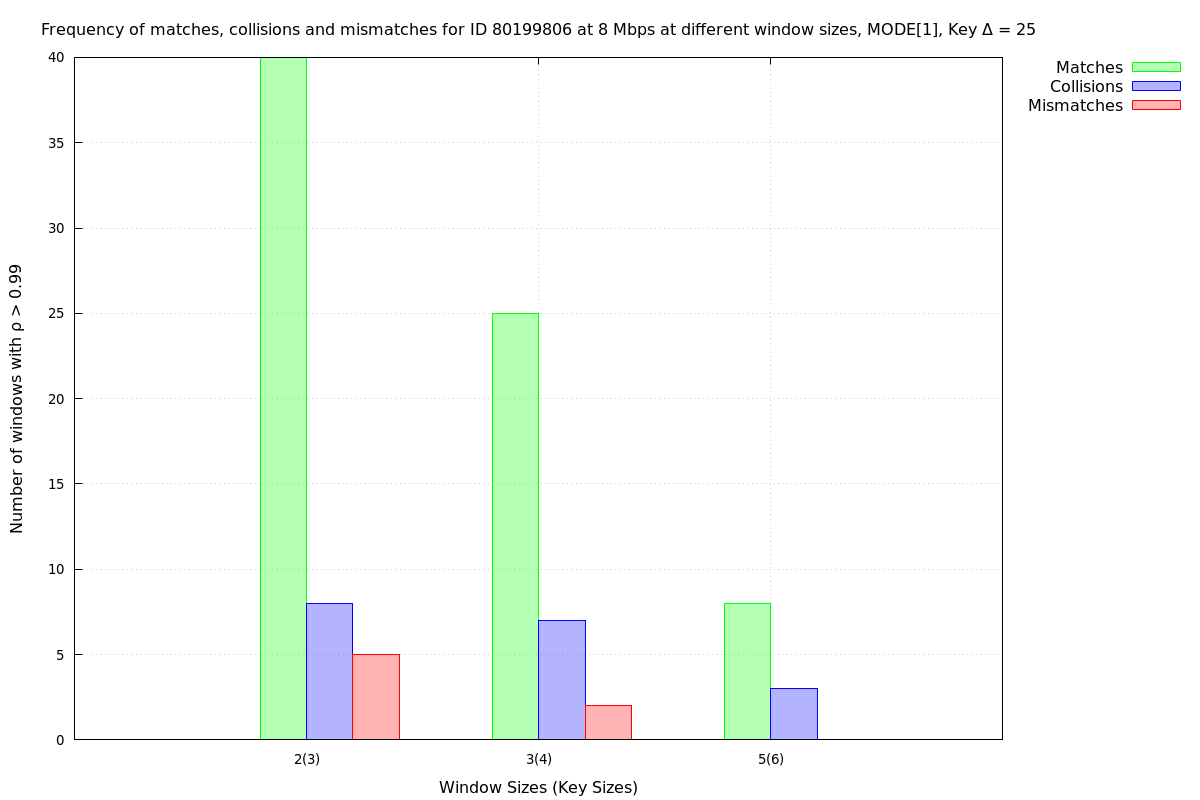 Frequency of matches, collisions and mismatches for ID 80199806 at 8 Mbps at different window sizes, MODE[1], Key Δ = 25
Matches
Collisions
Mismatches
Number of windows with ρ > 0.99
40
35
30
25
20
15
10
5
0
2(3)
3(4)
5(6)
Window Sizes (Key Sizes)